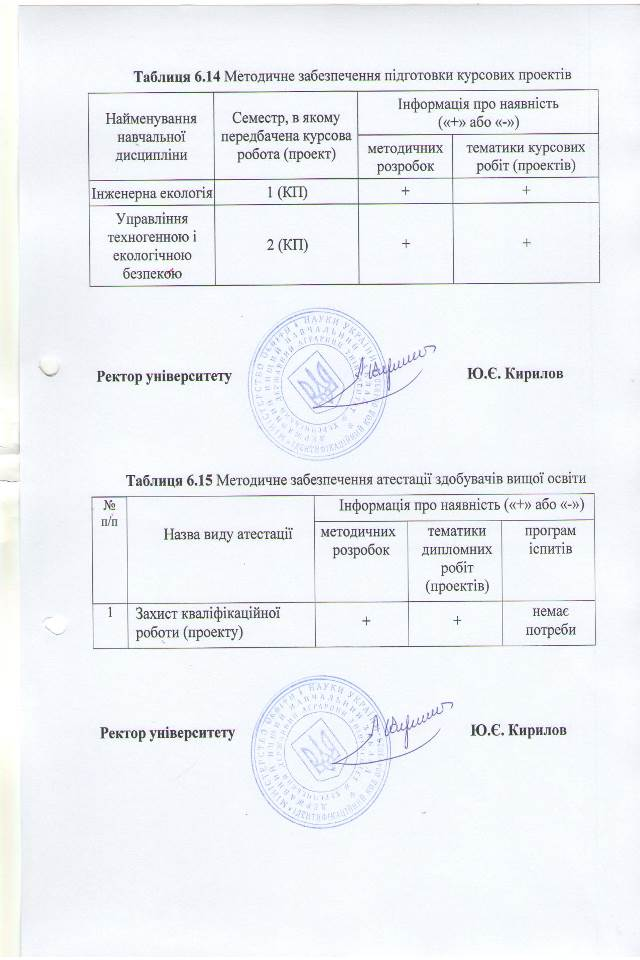 Таблиця 6.14 Методичне забезпечення підготовки курсових проектів
Найменування
навчальної
дисципліни
Семестр, в якому
передбачена курсова
робота (проект)
Інформація про наявність
(«+» або «-»)
методичних
розробок
тематики курсових
робіт (проектів)
Інженерна екологія 1 (КП) + +
Управління
техногенною і
екологічною
безпекою
2 (КП) + +
Ректор університету Ю.Є. Кирилов
Таблиця 6.15 Методичне забезпечення атестації здобувачів вищої освіти
№
п/п
Назва виду атестації
Інформація про наявність («+» або «-»)
методичних
розробок
тематики
дипломних
робіт
(проектів)
програм
іспитів
1 Захист кваліфікаційної
роботи (проекту)
+ +
немає
потреби
Ректор університету Ю.Є. Кирилов